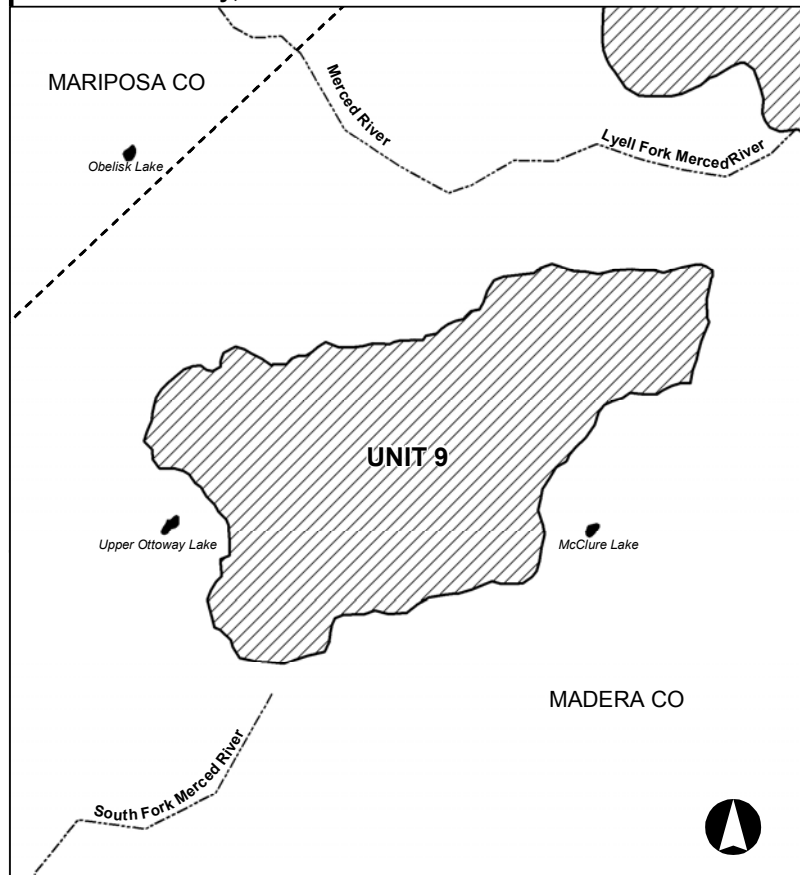 MARIPOSA CO
Obelisk Lake
Merced River
Lyell Fork Merced River
UNIT 9
Upper Ottoway Lake
McClure Lake
MADERA CO
South Fork Merced River